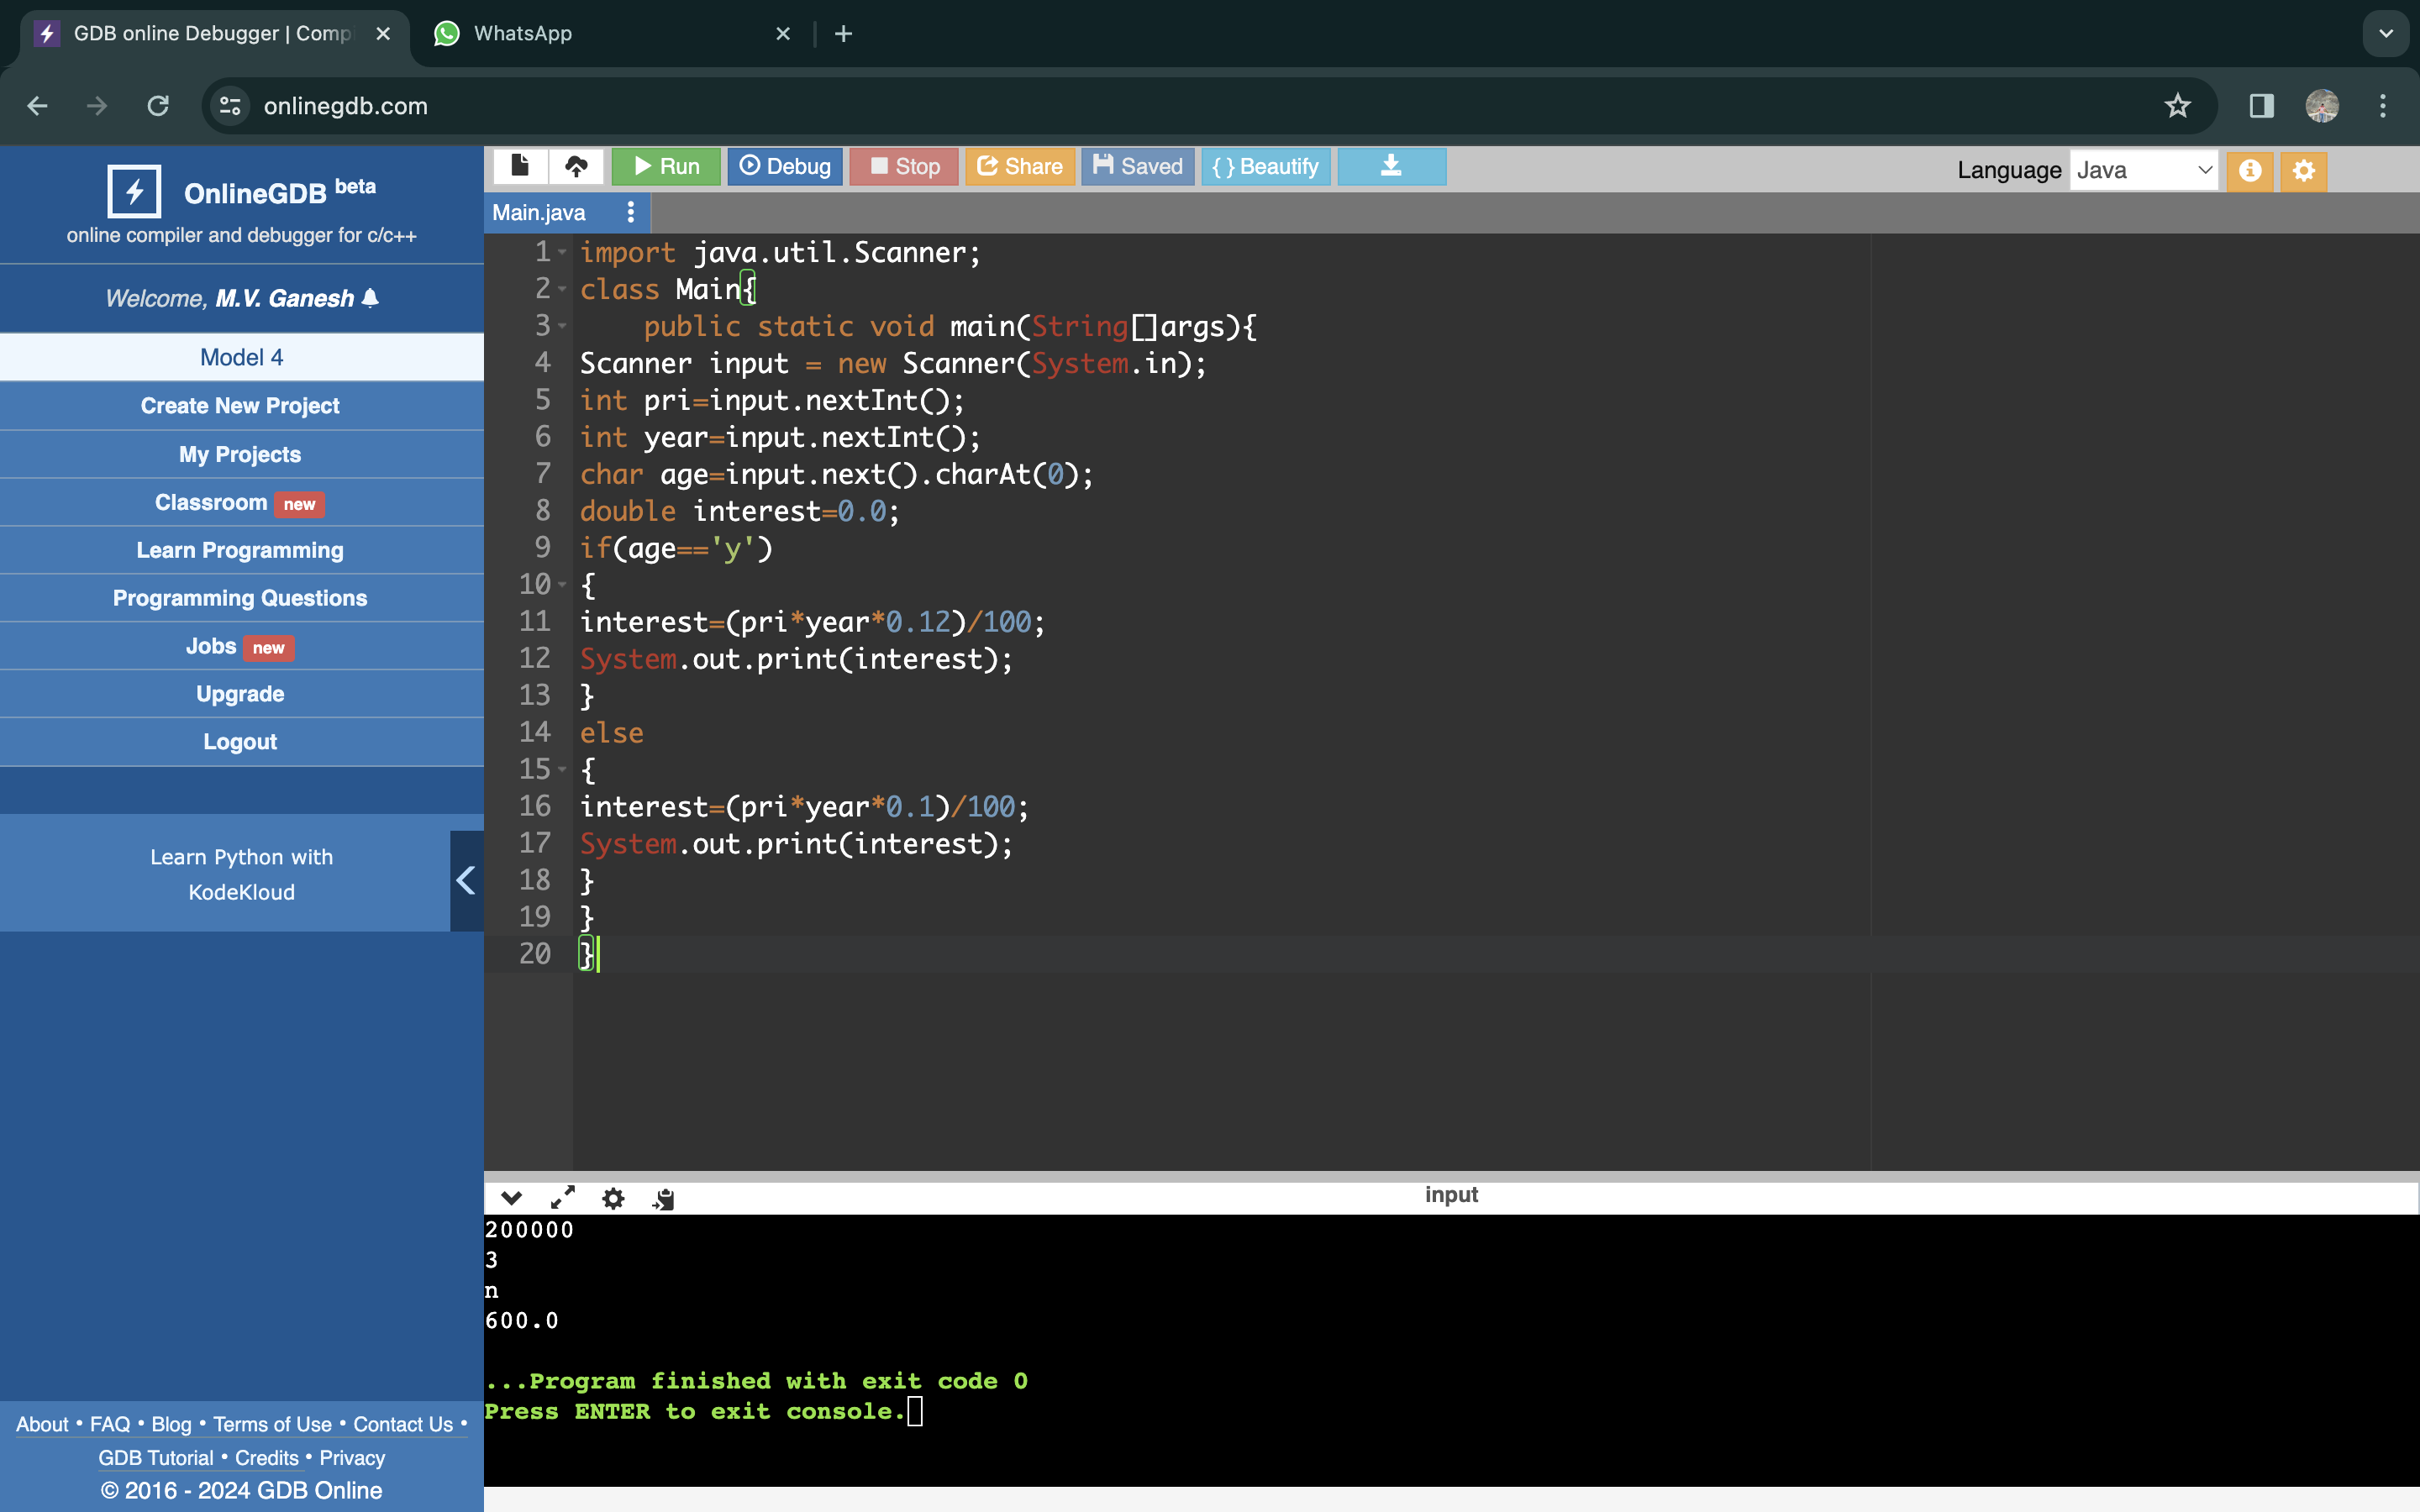 GDB online Debugger | Comp
WhatsApp
onlinegdb.com
OnlineGDB beta
online compiler and debugger for c/c++
Welcome, M.V. Ganesh
Model 4
Create New Project
My Projects
Classroom new
Learn Programming
Programming Questions
Jobs new
Upgrade
Logout
Learn Python with
KodeKloud
About • FAQ • Blog • Terms of Use • Contact Us •
GDB Tutorial • Credits • Privacy
© 2016 - 2024 GDB Online
Run Debug Stop Share Saved { } Beautify
Language Java
Main.java
1 import java.util.Scanner;
2 class Main{
3     public static void main(String[]args){
4 Scanner input = new Scanner(System.in);
5 int pri=input.nextInt();
6 int year=input.nextInt();
7 char age=input.next().charAt(0);
8 double interest=0.0;
9 if(age=='y')
10 {
11 interest=(pri*year*0.12)/100;
12 System.out.print(interest);
13 }
14 else
15 {
16 interest=(pri*year*0.1)/100;
17 System.out.print(interest);
18 }
19 }
20 }
input
200000
3
n
600.0
...Program finished with exit code 0
Press ENTER to exit console.